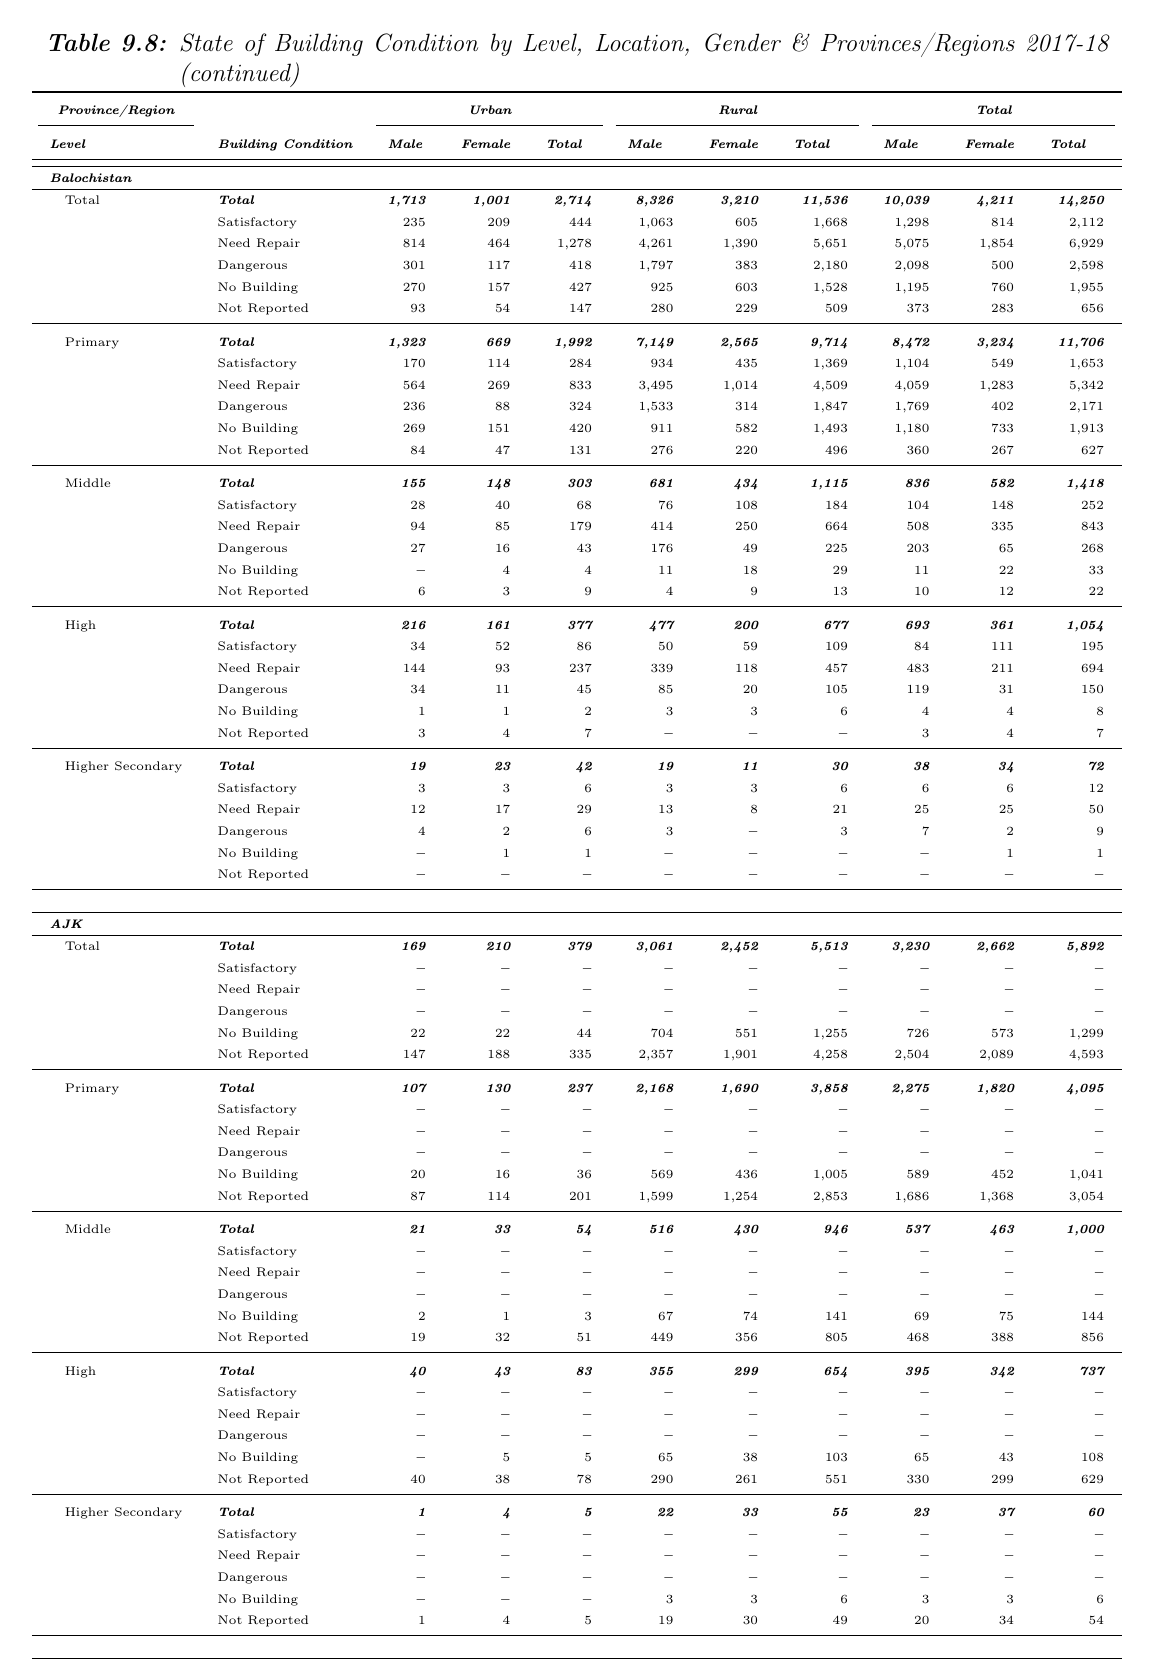 Table 9.8: State of Building Condition by Level, Location, Gender & Provinces/Regions 2017-18
(continued)
Province/Region Urban Rural Total
Level Building Condition Male Female Total Male Female Total Male Female Total
Balochistan
Total Total 1,713 1,001 2,714 8,326 3,210 11,536 10,039 4,211 14,250
Satisfactory 235 209 444 1,063 605 1,668 1,298 814 2,112
Need Repair 814 464 1,278 4,261 1,390 5,651 5,075 1,854 6,929
Dangerous 301 117 418 1,797 383 2,180 2,098 500 2,598
No Building 270 157 427 925 603 1,528 1,195 760 1,955
Not Reported 93 54 147 280 229 509 373 283 656
Primary Total 1,323 669 1,992 7,149 2,565 9,714 8,472 3,234 11,706
Satisfactory 170 114 284 934 435 1,369 1,104 549 1,653
Need Repair 564 269 833 3,495 1,014 4,509 4,059 1,283 5,342
Dangerous 236 88 324 1,533 314 1,847 1,769 402 2,171
No Building 269 151 420 911 582 1,493 1,180 733 1,913
Not Reported 84 47 131 276 220 496 360 267 627
Middle Total 155 148 303 681 434 1,115 836 582 1,418
Satisfactory 28 40 68 76 108 184 104 148 252
Need Repair 94 85 179 414 250 664 508 335 843
Dangerous 27 16 43 176 49 225 203 65 268
No Building – 4 4 11 18 29 11 22 33
Not Reported 6 3 9 4 9 13 10 12 22
High Total 216 161 377 477 200 677 693 361 1,054
Satisfactory 34 52 86 50 59 109 84 111 195
Need Repair 144 93 237 339 118 457 483 211 694
Dangerous 34 11 45 85 20 105 119 31 150
No Building 1 1 2 3 3 6 4 4 8
Not Reported 3 4 7 – – – 3 4 7
Higher Secondary Total 19 23 42 19 11 30 38 34 72
Satisfactory 3 3 6 3 3 6 6 6 12
Need Repair 12 17 29 13 8 21 25 25 50
Dangerous 4 2 6 3 – 3 7 2 9
No Building – 1 1 – – – – 1 1
Not Reported – – – – – – – – –
AJK
Total Total 169 210 379 3,061 2,452 5,513 3,230 2,662 5,892
Satisfactory – – – – – – – – –
Need Repair – – – – – – – – –
Dangerous – – – – – – – – –
No Building 22 22 44 704 551 1,255 726 573 1,299
Not Reported 147 188 335 2,357 1,901 4,258 2,504 2,089 4,593
Primary Total 107 130 237 2,168 1,690 3,858 2,275 1,820 4,095
Satisfactory – – – – – – – – –
Need Repair – – – – – – – – –
Dangerous – – – – – – – – –
No Building 20 16 36 569 436 1,005 589 452 1,041
Not Reported 87 114 201 1,599 1,254 2,853 1,686 1,368 3,054
Middle Total 21 33 54 516 430 946 537 463 1,000
Satisfactory – – – – – – – – –
Need Repair – – – – – – – – –
Dangerous – – – – – – – – –
No Building 2 1 3 67 74 141 69 75 144
Not Reported 19 32 51 449 356 805 468 388 856
High Total 40 43 83 355 299 654 395 342 737
Satisfactory – – – – – – – – –
Need Repair – – – – – – – – –
Dangerous – – – – – – – – –
No Building – 5 5 65 38 103 65 43 108
Not Reported 40 38 78 290 261 551 330 299 629
Higher Secondary Total 1 4 5 22 33 55 23 37 60
Satisfactory – – – – – – – – –
Need Repair – – – – – – – – –
Dangerous – – – – – – – – –
No Building – – – 3 3 6 3 3 6
Not Reported 1 4 5 19 30 49 20 34 54